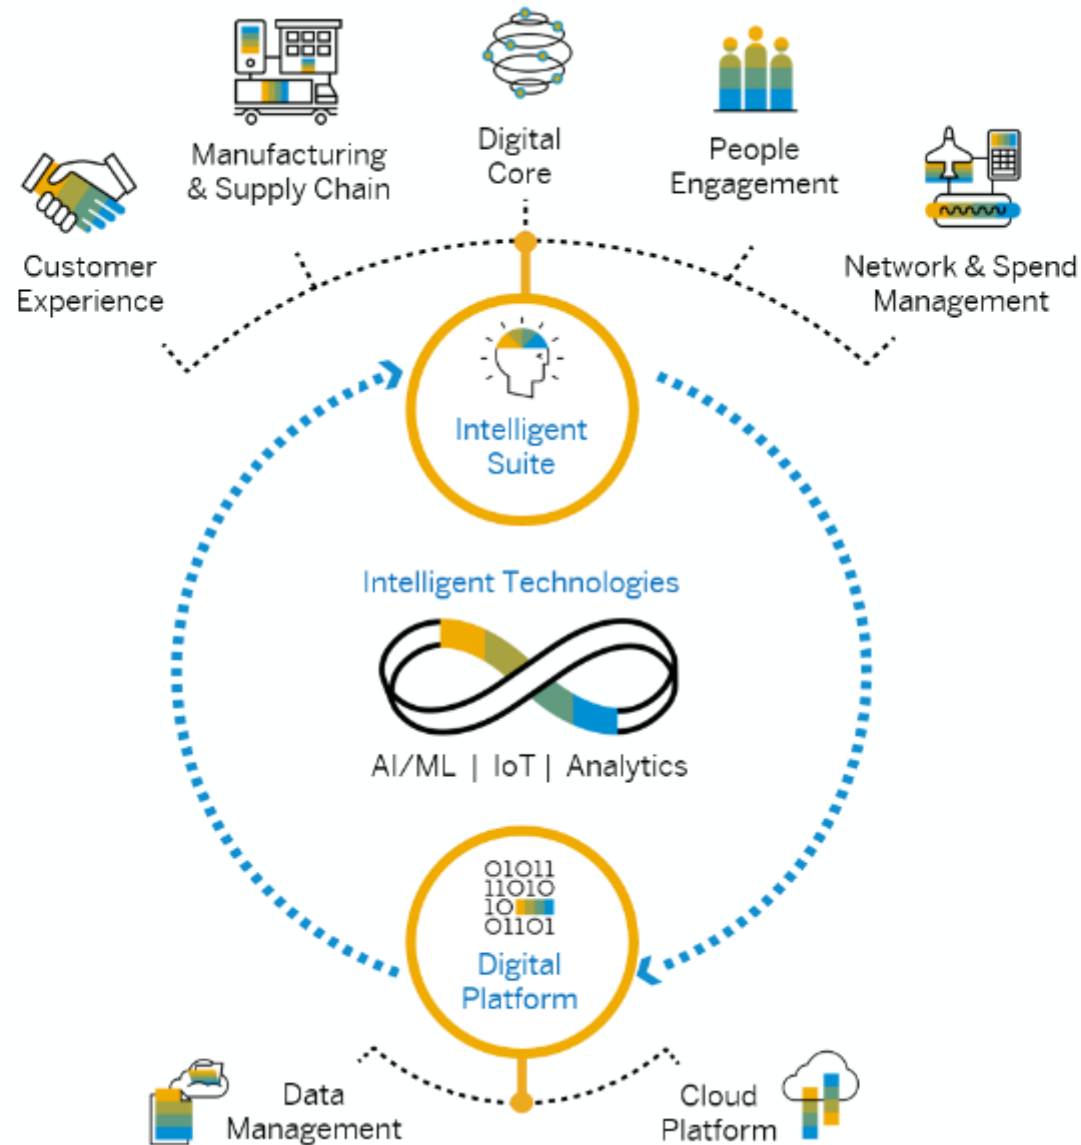 Digital
Core
People
Engagement
Manufacturing
& Supply Chain
Customer
Experience
Network & Spend
Management
Intelligent
Suite
Intelligent Technologies
AI/ML | IoT | Analytics
01011
11010
10
01101
Digital
Platform
Data
Management
Cloud
Platform